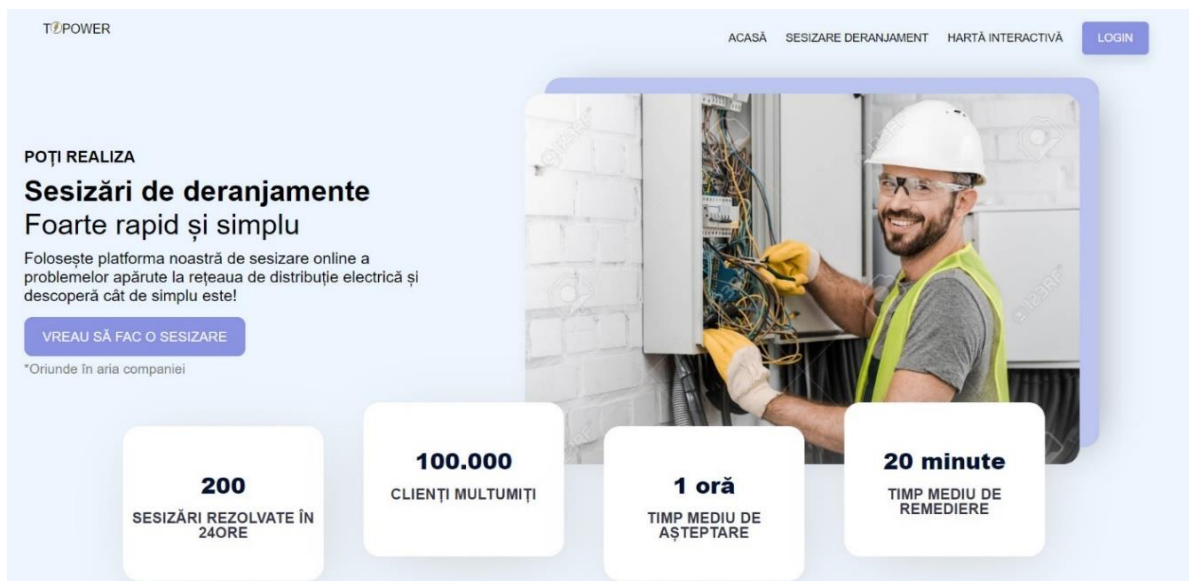 TOPOWER
ACASĂ
SESIZARE DERANJAMENT
HARTĂ INTERACTIVĂ
LOGIN
POȚI REALIZA
Sesizări de deranjamente
Foarte rapid și simplu
Folosește platforma noastră de sesizare online a
problemelor apărute la rețeaua de distribuție electrică și
descoperă cât de simplu este!
VREAU SĂ FAC O SESIZARE
*Oriunde în aria companiei
200
SESIZĂRI REZOLVATE ÎN
24ORE
100.000
CLIENȚI MULTUMIȚI
1 oră
TIMP MEDIU DE
AȘTEPTARE
20 minute
TIMP MEDIU DE
REMEDIERE
123RF